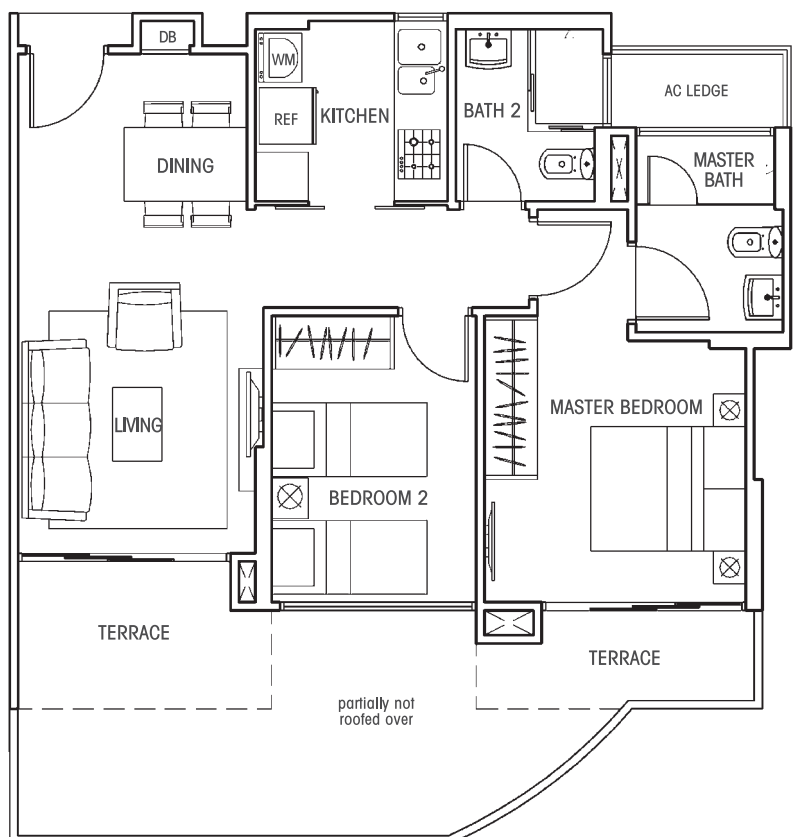 DB
WM
REF
KITCHEN
BATH 2
AC LEDGE
DINING
MASTER
BATH
LIVING
MASTER BEDROOM
BEDROOM 2
TERRACE
TERRACE
partially not
roofed over